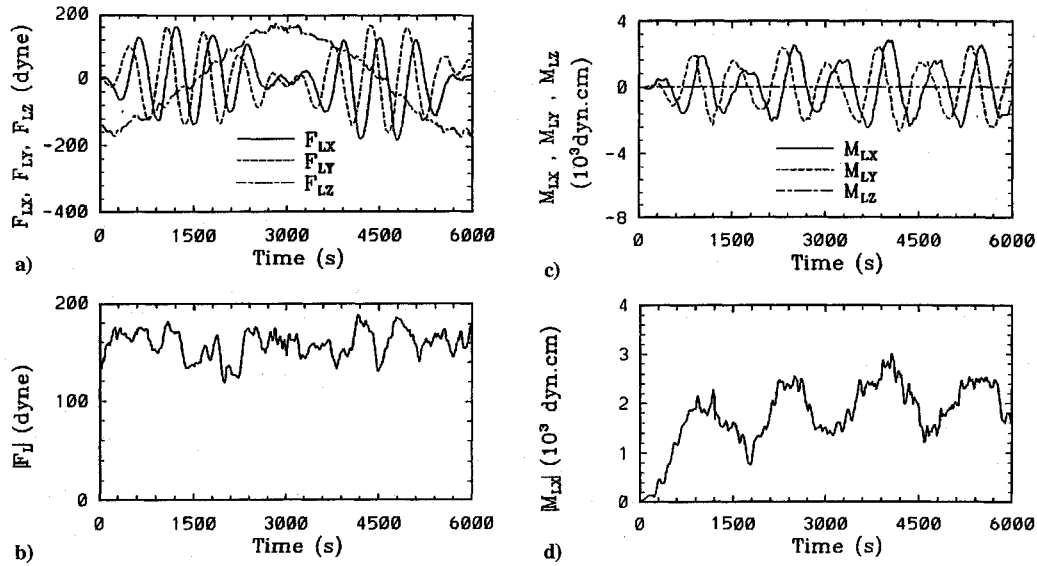 a)
F_LX, F_LY, F_LZ (dyne)
200
0
-200
-400
F_LX
F_LY
F_LZ
0 1500 3000 4500 6000
Time (s)
b)
|F_L| (dyne)
200
100
0
0 1500 3000 4500 6000
Time (s)
c)
M_LX , M_LY , M_LZ
(10³dyn.cm)
4
0
-4
-8
M_LX
M_LY
M_LZ
0 1500 3000 4500 6000
Time (s)
d)
|M_LX| (10³ dyn.cm)
4
3
2
1
0
0 1500 3000 4500 6000
Time (s)